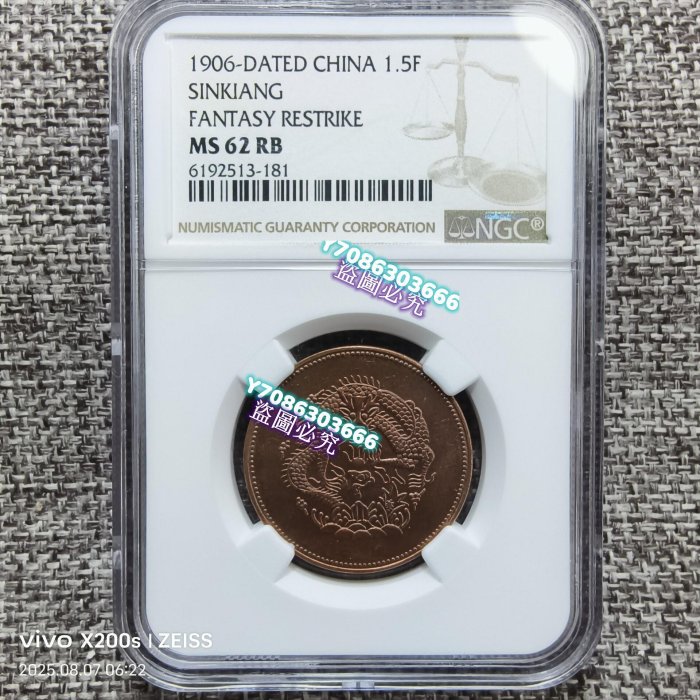 1906-DATED CHINA 1.5F
SINKIANG
FANTASY RESTRIKE
MS 62 RB
6192513-181
NUMISMATIC GUARANTY CORPORATION
NGC®
Y7086303666
盜圖必究
Y7086303666
盜圖必究
vivo X200s | ZEISS
2025.08.07 06:22